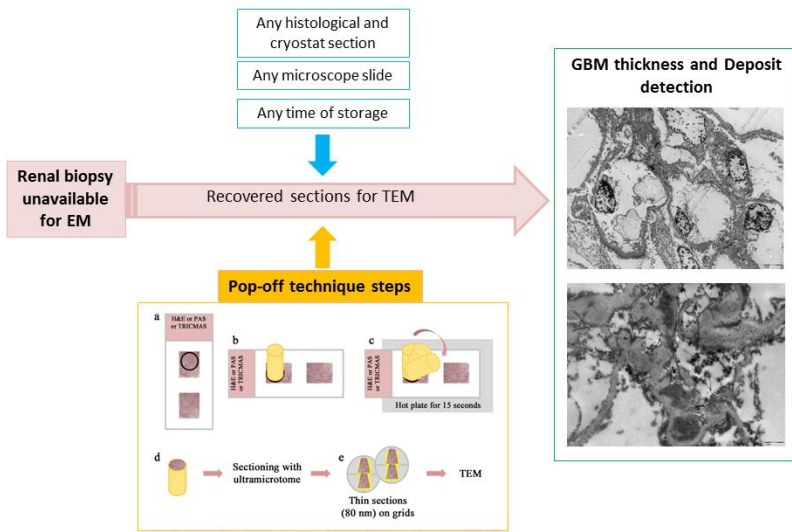 Any histological and
cryostat section
Any microscope slide
Any time of storage
Renal biopsy
unavailable
for EM
Recovered sections for TEM
GBM thickness and Deposit
detection
Pop-off technique steps
a
H&E or PAS
or TRICMAS
b
H&E or PAS
or TRICMAS
c
H&E or PAS
or TRICMAS
Hot plate for 15 seconds
d
Sectioning with
ultramicrotome
e
Thin sections
(80 nm) on grids
TEM